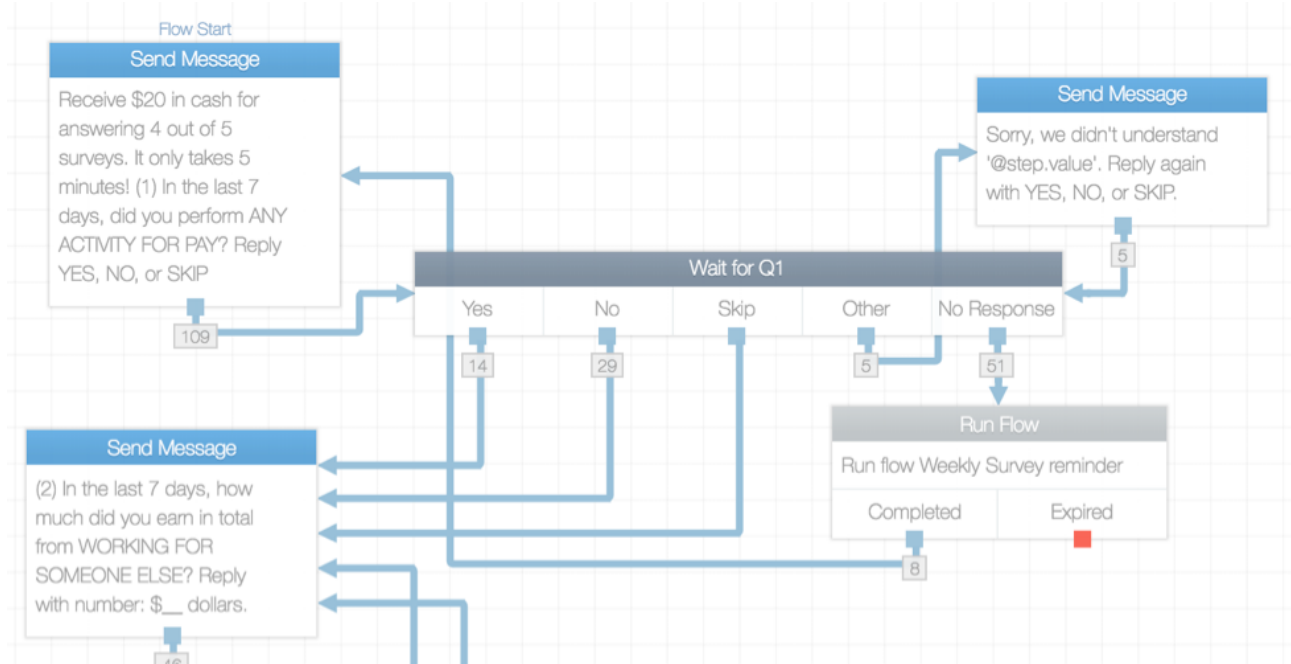 Flow Start
Send Message
Receive $20 in cash for
answering 4 out of 5
surveys. It only takes 5
minutes! (1) In the last 7
days, did you perform ANY
ACTIVITY FOR PAY? Reply
YES, NO, or SKIP
109
Send Message
Sorry, we didn't understand
'@step.value'. Reply again
with YES, NO, or SKIP.
5
Wait for Q1
Yes
No
Skip
Other
No Response
14
29
5
51
Run Flow
Run flow Weekly Survey reminder
Completed
Expired
8
Send Message
(2) In the last 7 days, how
much did you earn in total
from WORKING FOR
SOMEONE ELSE? Reply
with number: $__ dollars.